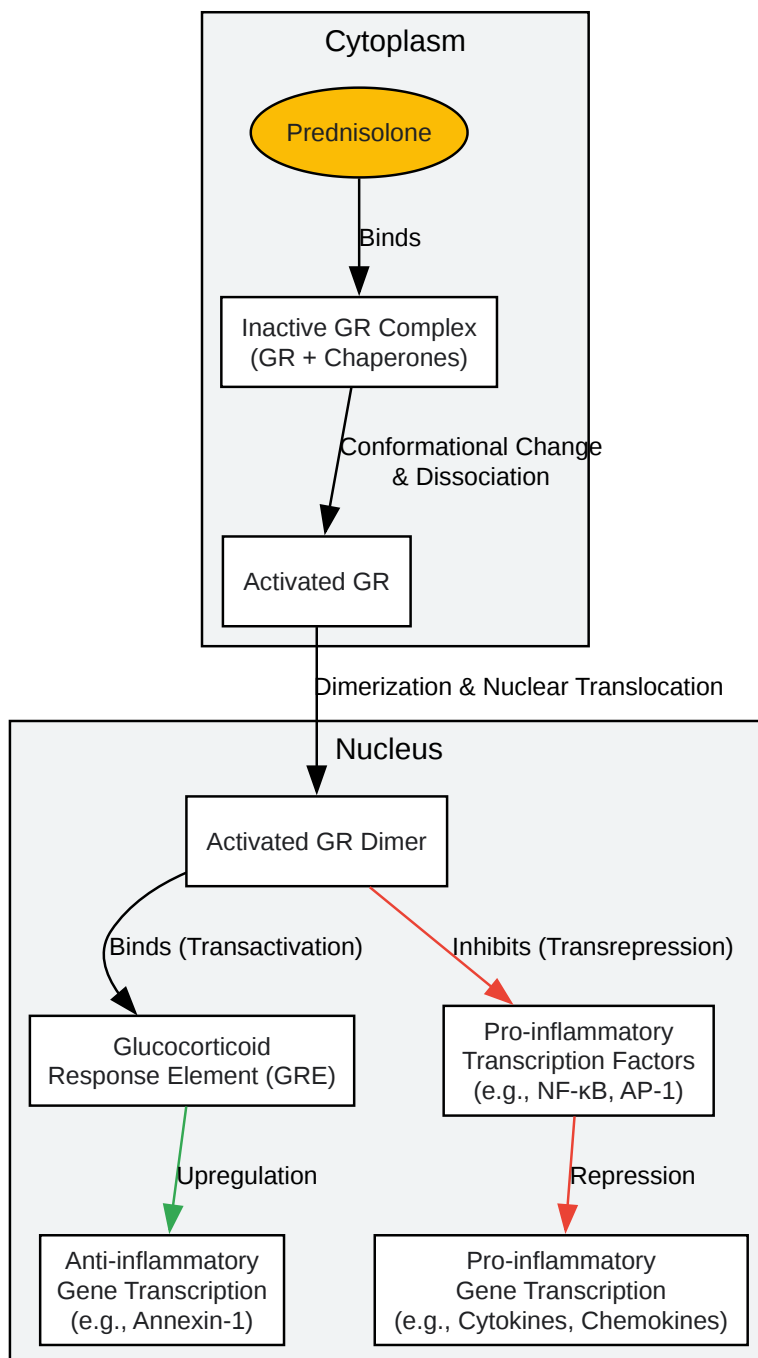 Cytoplasm
Prednisolone
Binds
Inactive GR Complex
(GR + Chaperones)
Conformational Change
& Dissociation
Activated GR
Dimerization & Nuclear Translocation
Nucleus
Activated GR Dimer
Binds (Transactivation)
Inhibits (Transrepression)
Glucocorticoid
Response Element (GRE)
Pro-inflammatory
Transcription Factors
(e.g., NF-κB, AP-1)
Upregulation
Repression
Anti-inflammatory
Gene Transcription
(e.g., Annexin-1)
Pro-inflammatory
Gene Transcription
(e.g., Cytokines, Chemokines)